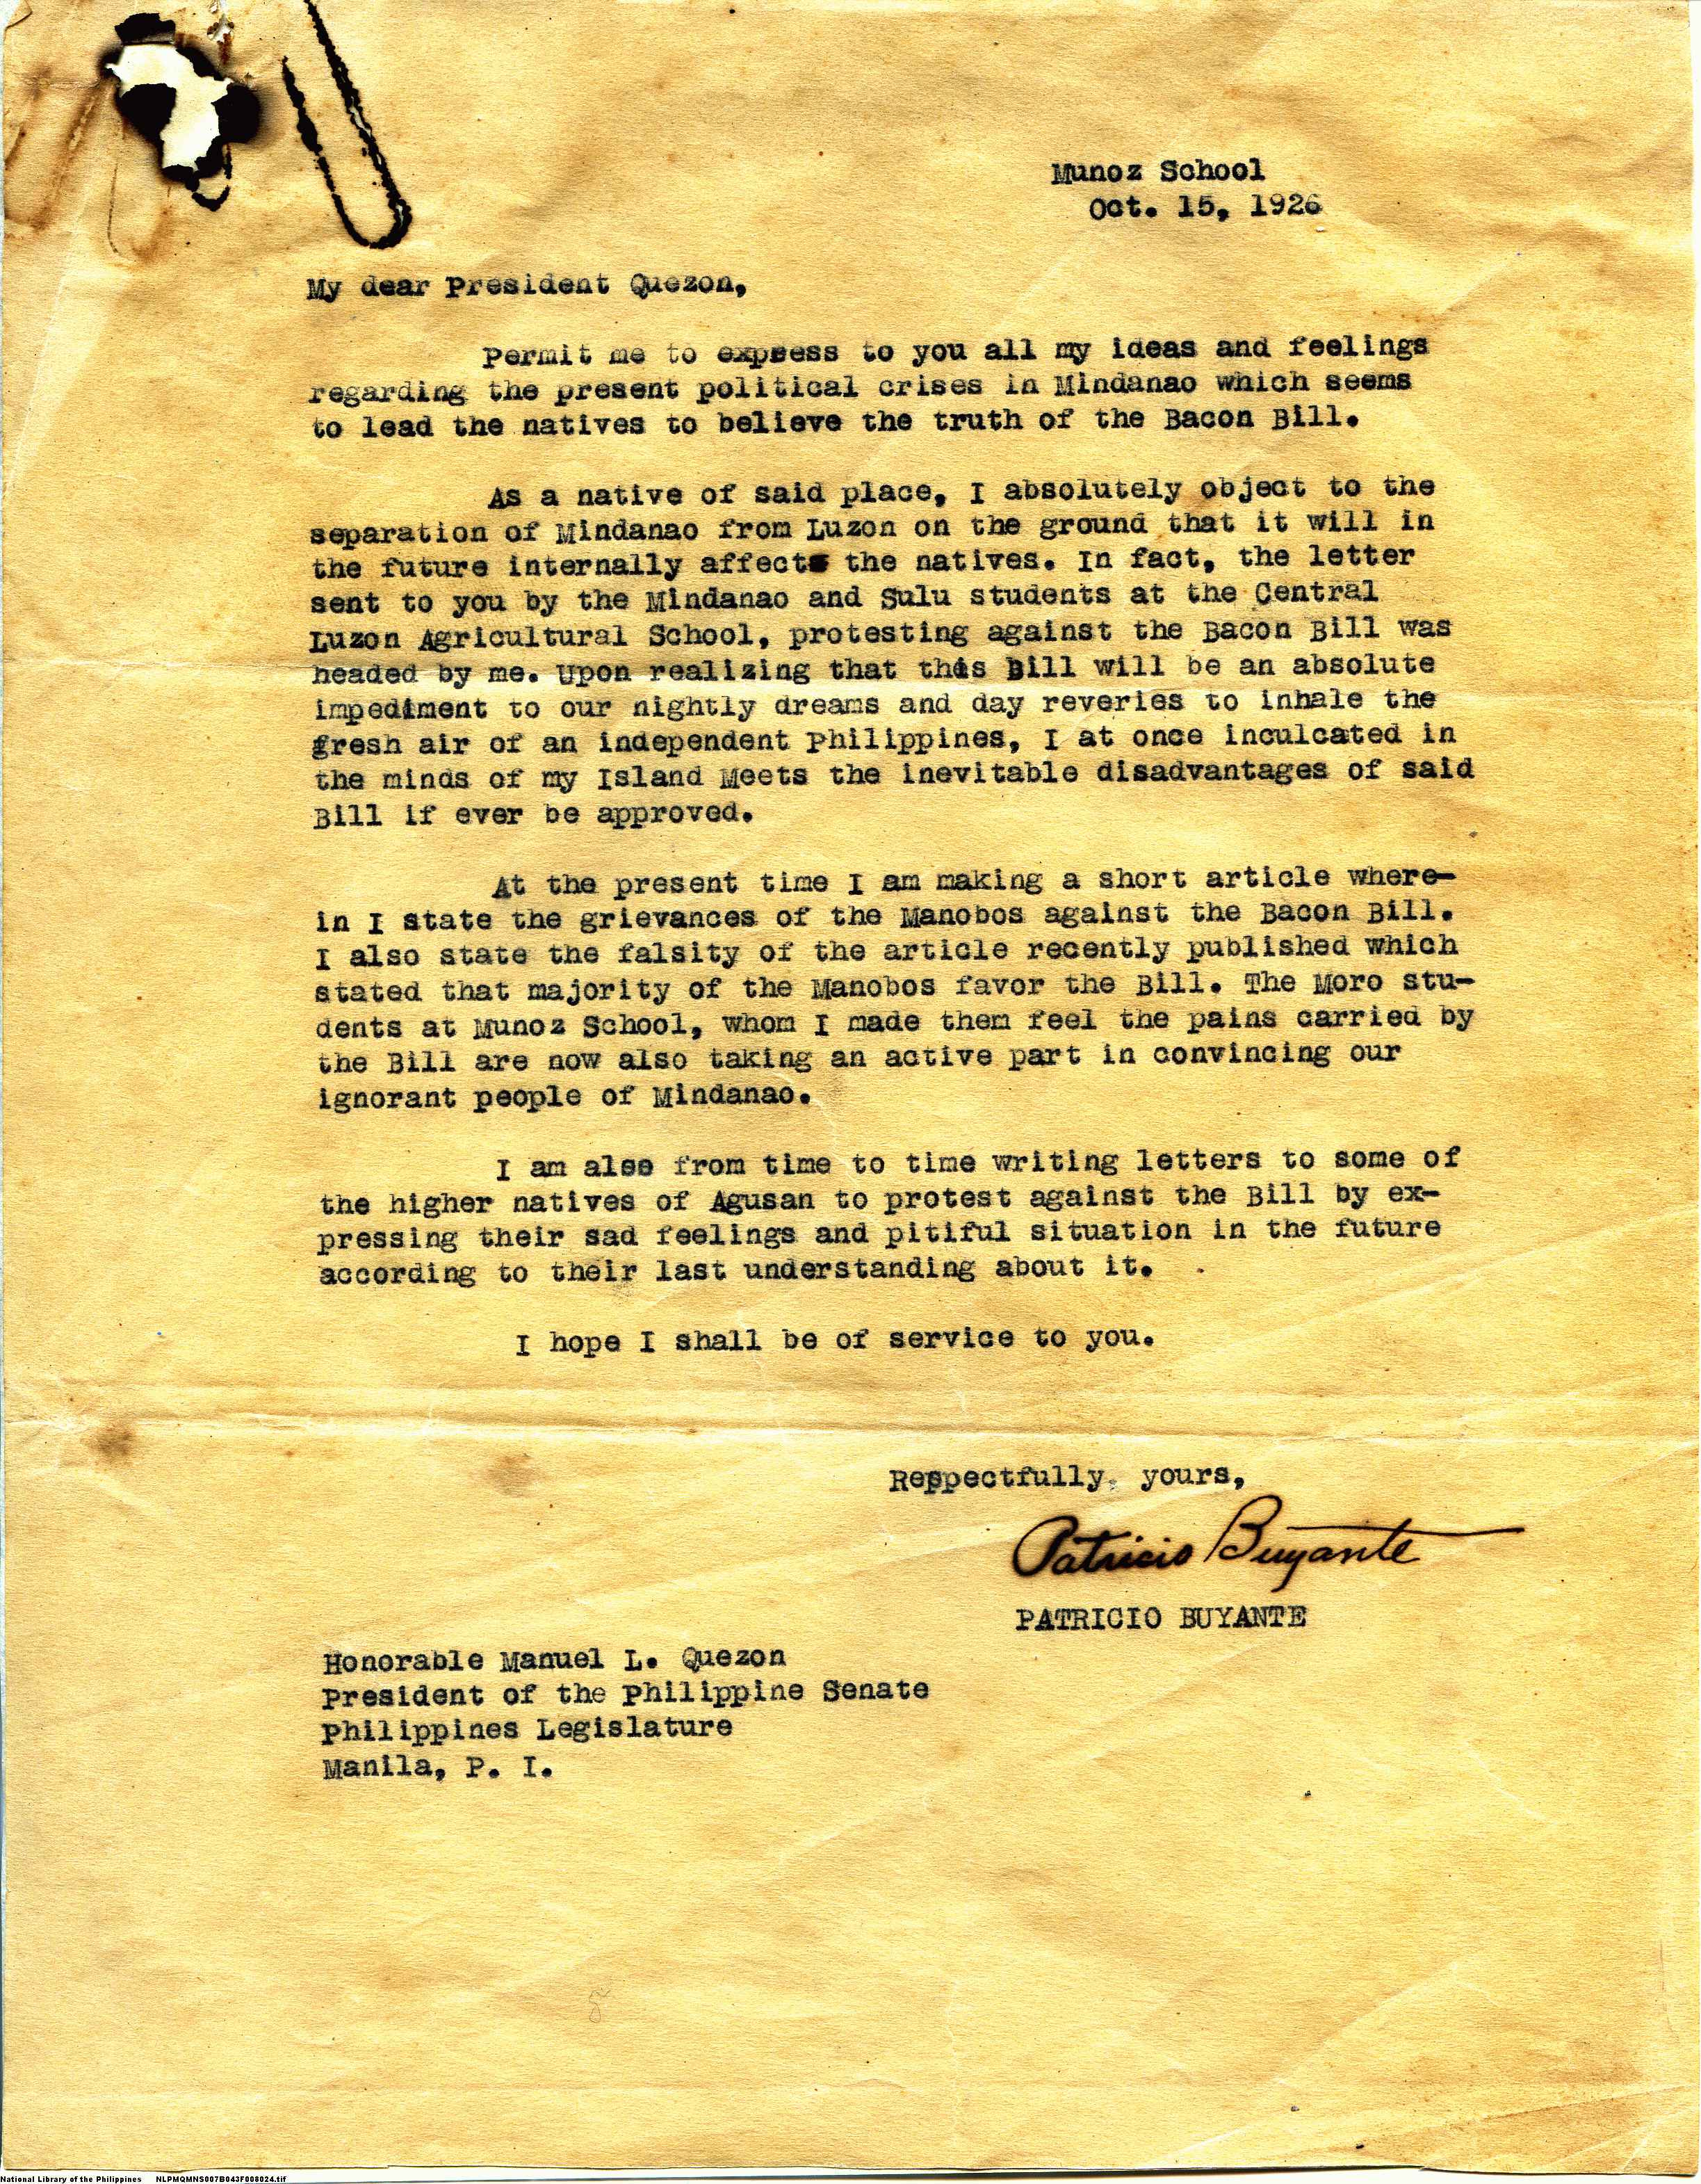 Munoz School
Oct. 15, 1926
My dear President Quezon,
Permit me to express to you all my ideas and feelings
regarding the present political crises in Mindanao which seems
to lead the natives to believe the truth of the Bacon Bill.
As a native of said place, I absolutely object to the
separation of Mindanao from Luzon on the ground that it will in
the future internally affect the natives. In fact, the letter
sent to you by the Mindanao and Sulu students at the Central
Luzon Agricultural School, protesting against the Bacon Bill was
headed by me. Upon realizing that this Bill will be an absolute
impediment to our nightly dreams and day reveries to inhale the
fresh air of an independent Philippines, I at once inculcated in
the minds of my Island Meets the inevitable disadvantages of said
Bill if ever be approved.
At the present time I am making a short article where-
in I state the grievances of the Manobos against the Bacon Bill.
I also state the falsity of the article recently published which
stated that majority of the Manobos favor the Bill. The Moro stu-
dents at Munoz School, whom I made them feel the pains carried by
the Bill are now also taking an active part in convincing our
ignorant people of Mindanao.
I am also from time to time writing letters to some of
the higher natives of Agusan to protest against the Bill by ex-
pressing their sad feelings and pitiful situation in the future
according to their last understanding about it.
I hope I shall be of service to you.
Respectfully yours,
Patricio Buyante
PATRICIO BUYANTE
Honorable Manuel L. Quezon
President of the Philippine Senate
Philippines Legislature
Manila, P. I.
National Library of the Philippines NLPMQMNS007B043F008024.tif